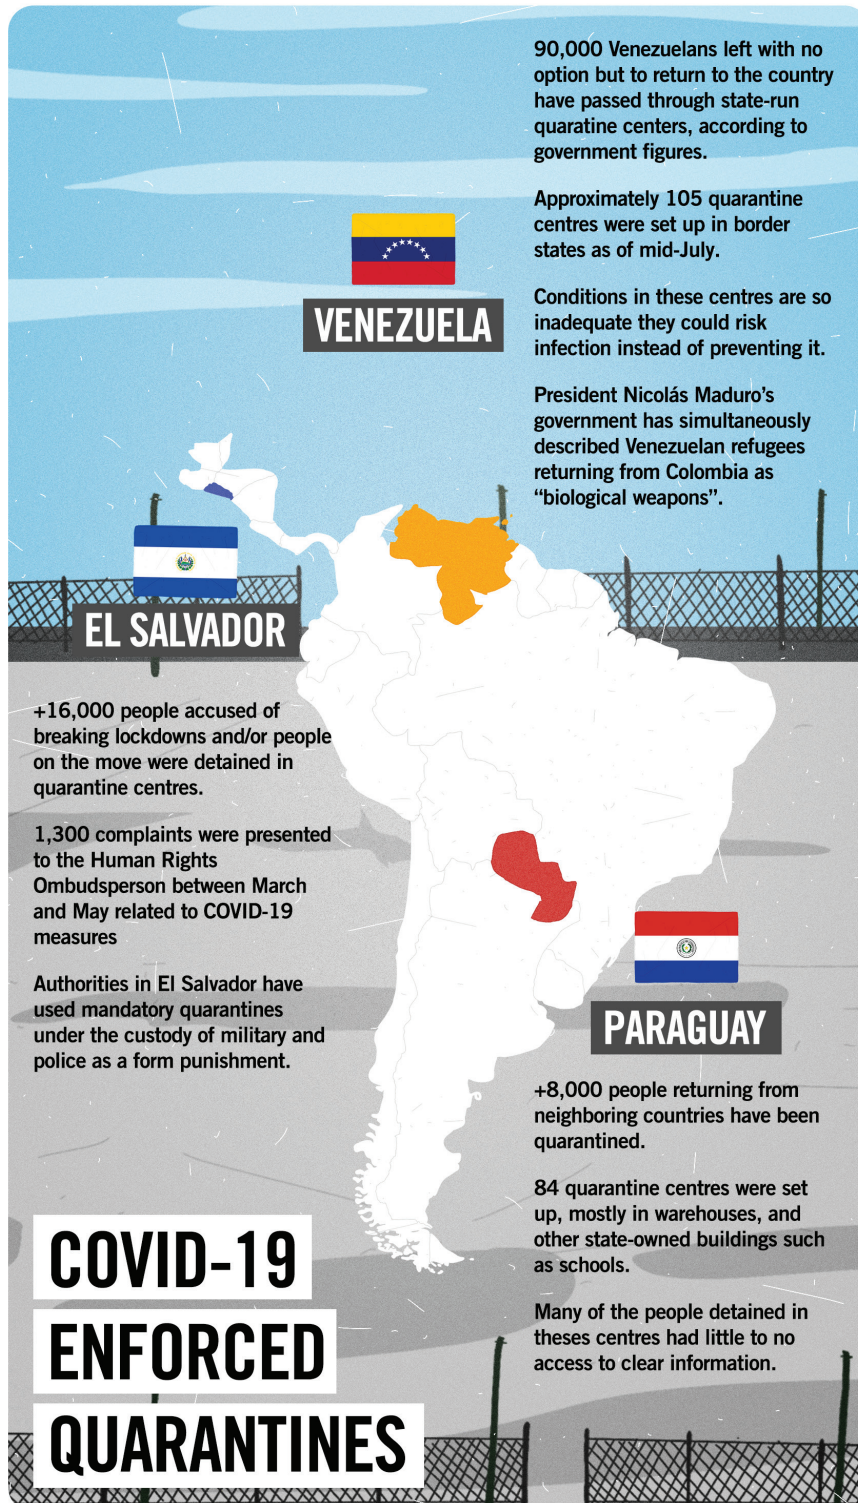 90,000 Venezuelans left with no
option but to return to the country
have passed through state-run
quaratine centers, according to
government figures.
Approximately 105 quarantine
centres were set up in border
states as of mid-July.
Conditions in these centres are so
inadequate they could risk
infection instead of preventing it.
President Nicolás Maduro’s
government has simultaneously
described Venezuelan refugees
returning from Colombia as
“biological weapons”.
VENEZUELA
EL SALVADOR
+16,000 people accused of
breaking lockdowns and/or people
on the move were detained in
quarantine centres.
1,300 complaints were presented
to the Human Rights
Ombudsperson between March
and May related to COVID-19
measures
Authorities in El Salvador have
used mandatory quarantines
under the custody of military and
police as a form punishment.
PARAGUAY
+8,000 people returning from
neighboring countries have been
quarantined.
84 quarantine centres were set
up, mostly in warehouses, and
other state-owned buildings such
as schools.
Many of the people detained in
theses centres had little to no
access to clear information.
COVID-19
ENFORCED
QUARANTINES